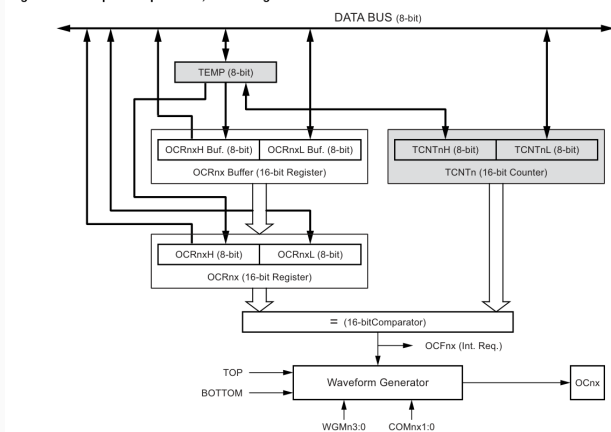 DATA BUS (8-bit)
TEMP (8-bit)
OCRnxH Buf. (8-bit) OCRnxL Buf. (8-bit)
OCRnx Buffer (16-bit Register)
TCNTnH (8-bit) TCNTnL (8-bit)
TCNTn (16-bit Counter)
OCRnxH (8-bit) OCRnxL (8-bit)
OCRnx (16-bit Register)
= (16-bitComparator)
OCFnx (Int. Req.)
TOP
BOTTOM
Waveform Generator
OCnx
WGMn3:0 COMnx1:0